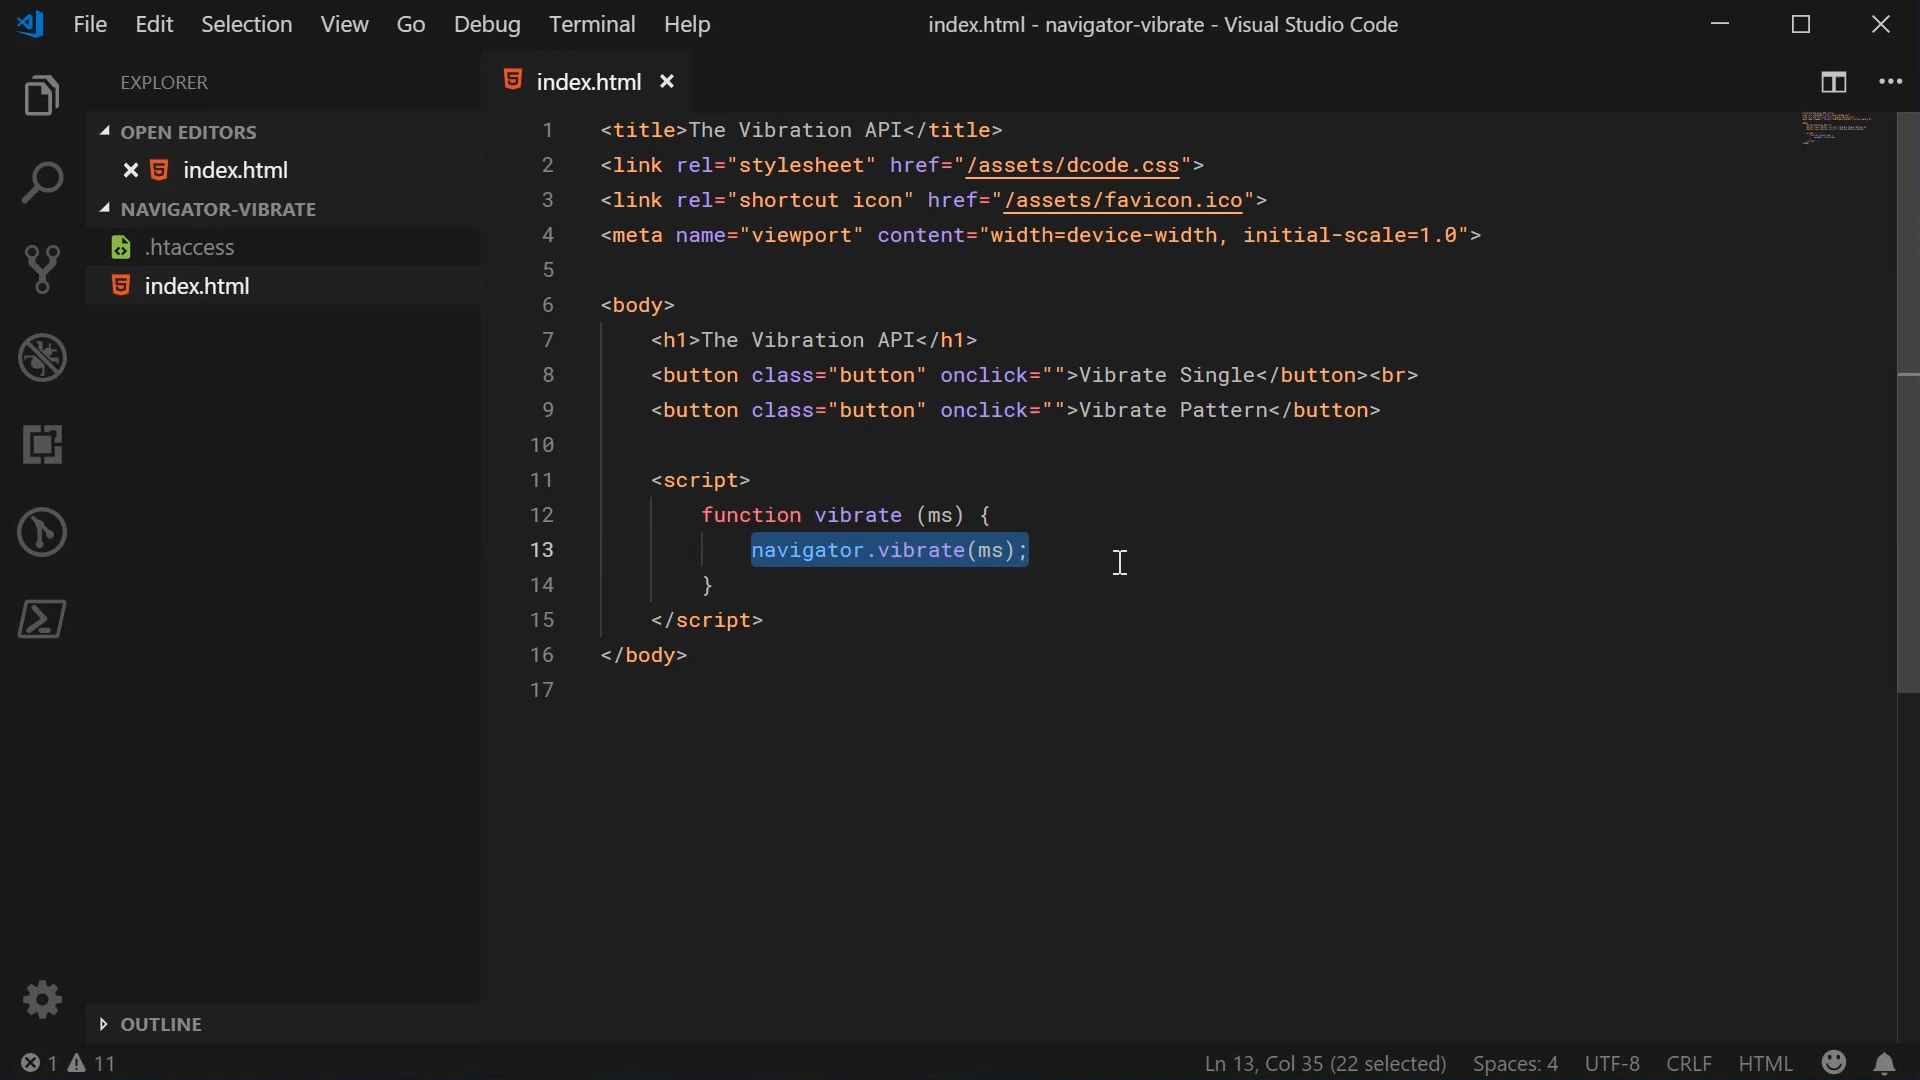 File Edit Selection View Go Debug Terminal Help index.html - navigator-vibrate - Visual Studio Code
EXPLORER
OPEN EDITORS
index.html
NAVIGATOR-VIBRATE
.htaccess
index.html
OUTLINE
index.html
1 <title>The Vibration API</title>
2 <link rel="stylesheet" href="/assets/dcode.css">
3 <link rel="shortcut icon" href="/assets/favicon.ico">
4 <meta name="viewport" content="width=device-width, initial-scale=1.0">
5
6 <body>
7 <h1>The Vibration API</h1>
8 <button class="button" onclick="">Vibrate Single</button><br>
9 <button class="button" onclick="">Vibrate Pattern</button>
10
11 <script>
12 function vibrate (ms) {
13 navigator.vibrate(ms);
14 }
15 </script>
16 </body>
17
1 11 Ln 13, Col 35 (22 selected) Spaces: 4 UTF-8 CRLF HTML